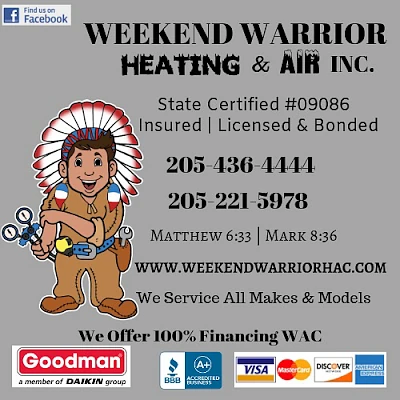 Find us on
Facebook
WEEKEND WARRIOR
HEATING & AIR INC.
State Certified #09086
Insured | Licensed & Bonded
205-436-4444
205-221-5978
MATTHEW 6:33 | MARK 8:36
WWW.WEEKENDWARRIORHAC.COM
We Service All Makes & Models
We Offer 100% Financing WAC
Goodman
a member of DAIKIN group
BBB
A+
ACCREDITED
BUSINESS
VISA
MasterCard
DISCOVER
NETWORK
AMERICAN
EXPRESS